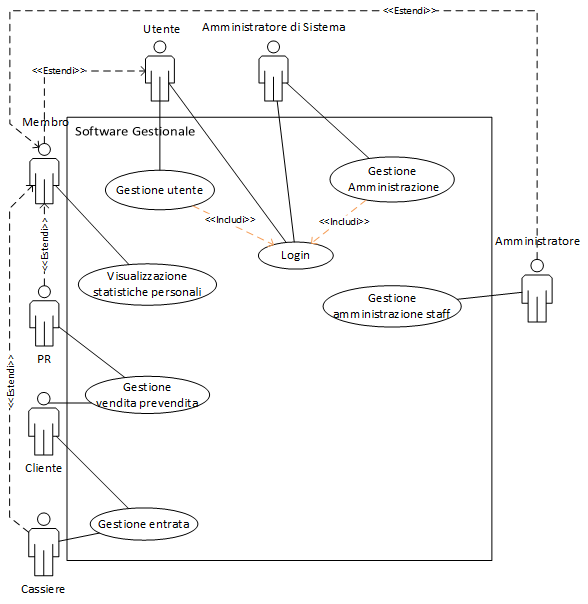 <<Estendi>>
Utente
Amministratore di Sistema
<<Estendi>>
Membro
Software Gestionale
Gestione utente
Gestione
Amministrazione
<<Includi>>
<<Includi>>
Login
Amministratore
Visualizzazione
statistiche personali
<<Estendi>>
Gestione
amministrazione staff
PR
<<Estendi>>
Gestione
vendita prevendita
Cliente
Gestione entrata
Cassiere